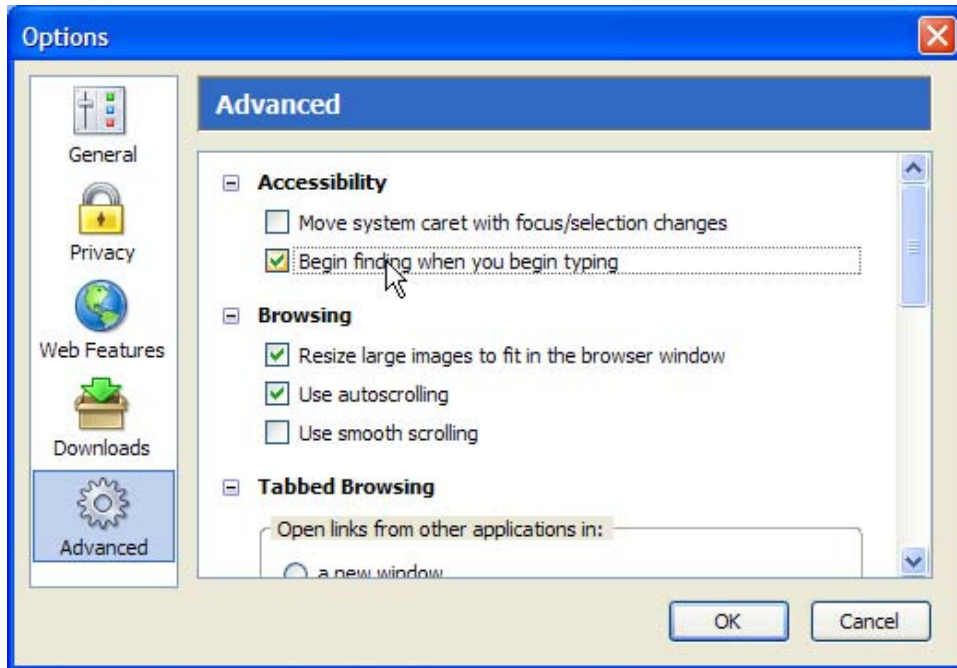 Options
General
Privacy
Web Features
Downloads
Advanced
Advanced
Accessibility
Move system caret with focus/selection changes
Begin finding when you begin typing
Browsing
Resize large images to fit in the browser window
Use autoscrolling
Use smooth scrolling
Tabbed Browsing
Open links from other applications in:
a new window
OK
Cancel